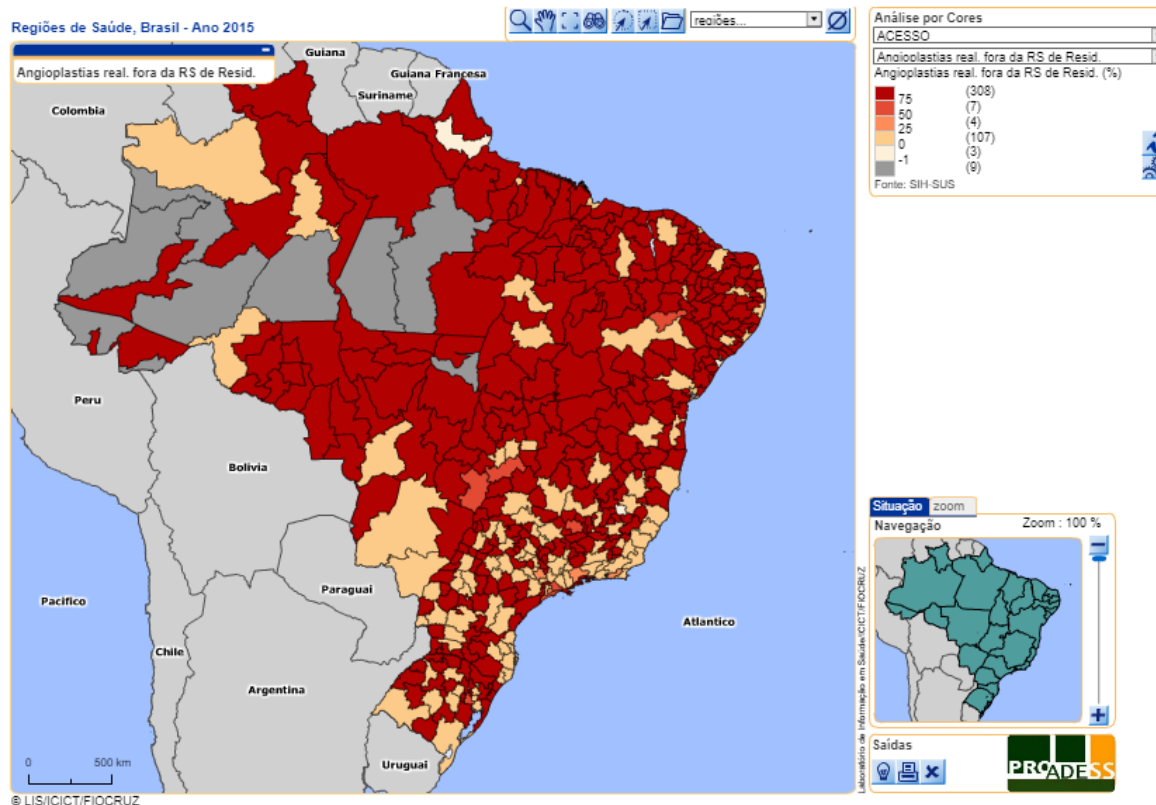 Regiões de Saúde, Brasil - Ano 2015
regiões...
Angioplastias real. fora da RS de Resid.
Guiana
Guiana Francesa
Suriname
Colombia
Peru
Bolívia
Paraguai
Pacifico
Atlantico
Chile
Argentina
Uruguai
0 500 km
© LIS/ICICT/FIOCRUZ
Laboratório de Informação em Saúde/ICICT/FIOCRUZ
Análise por Cores
ACESSO
Angioplastias real. fora da RS de Resid.
Angioplastias real. fora da RS de Resid. (%)
75 (308)
50 (7)
25 (4)
0 (107)
-1 (3)
(9)
Fonte: SIH-SUS
Situação zoom
Navegação Zoom : 100 %
Saídas
PROADESS